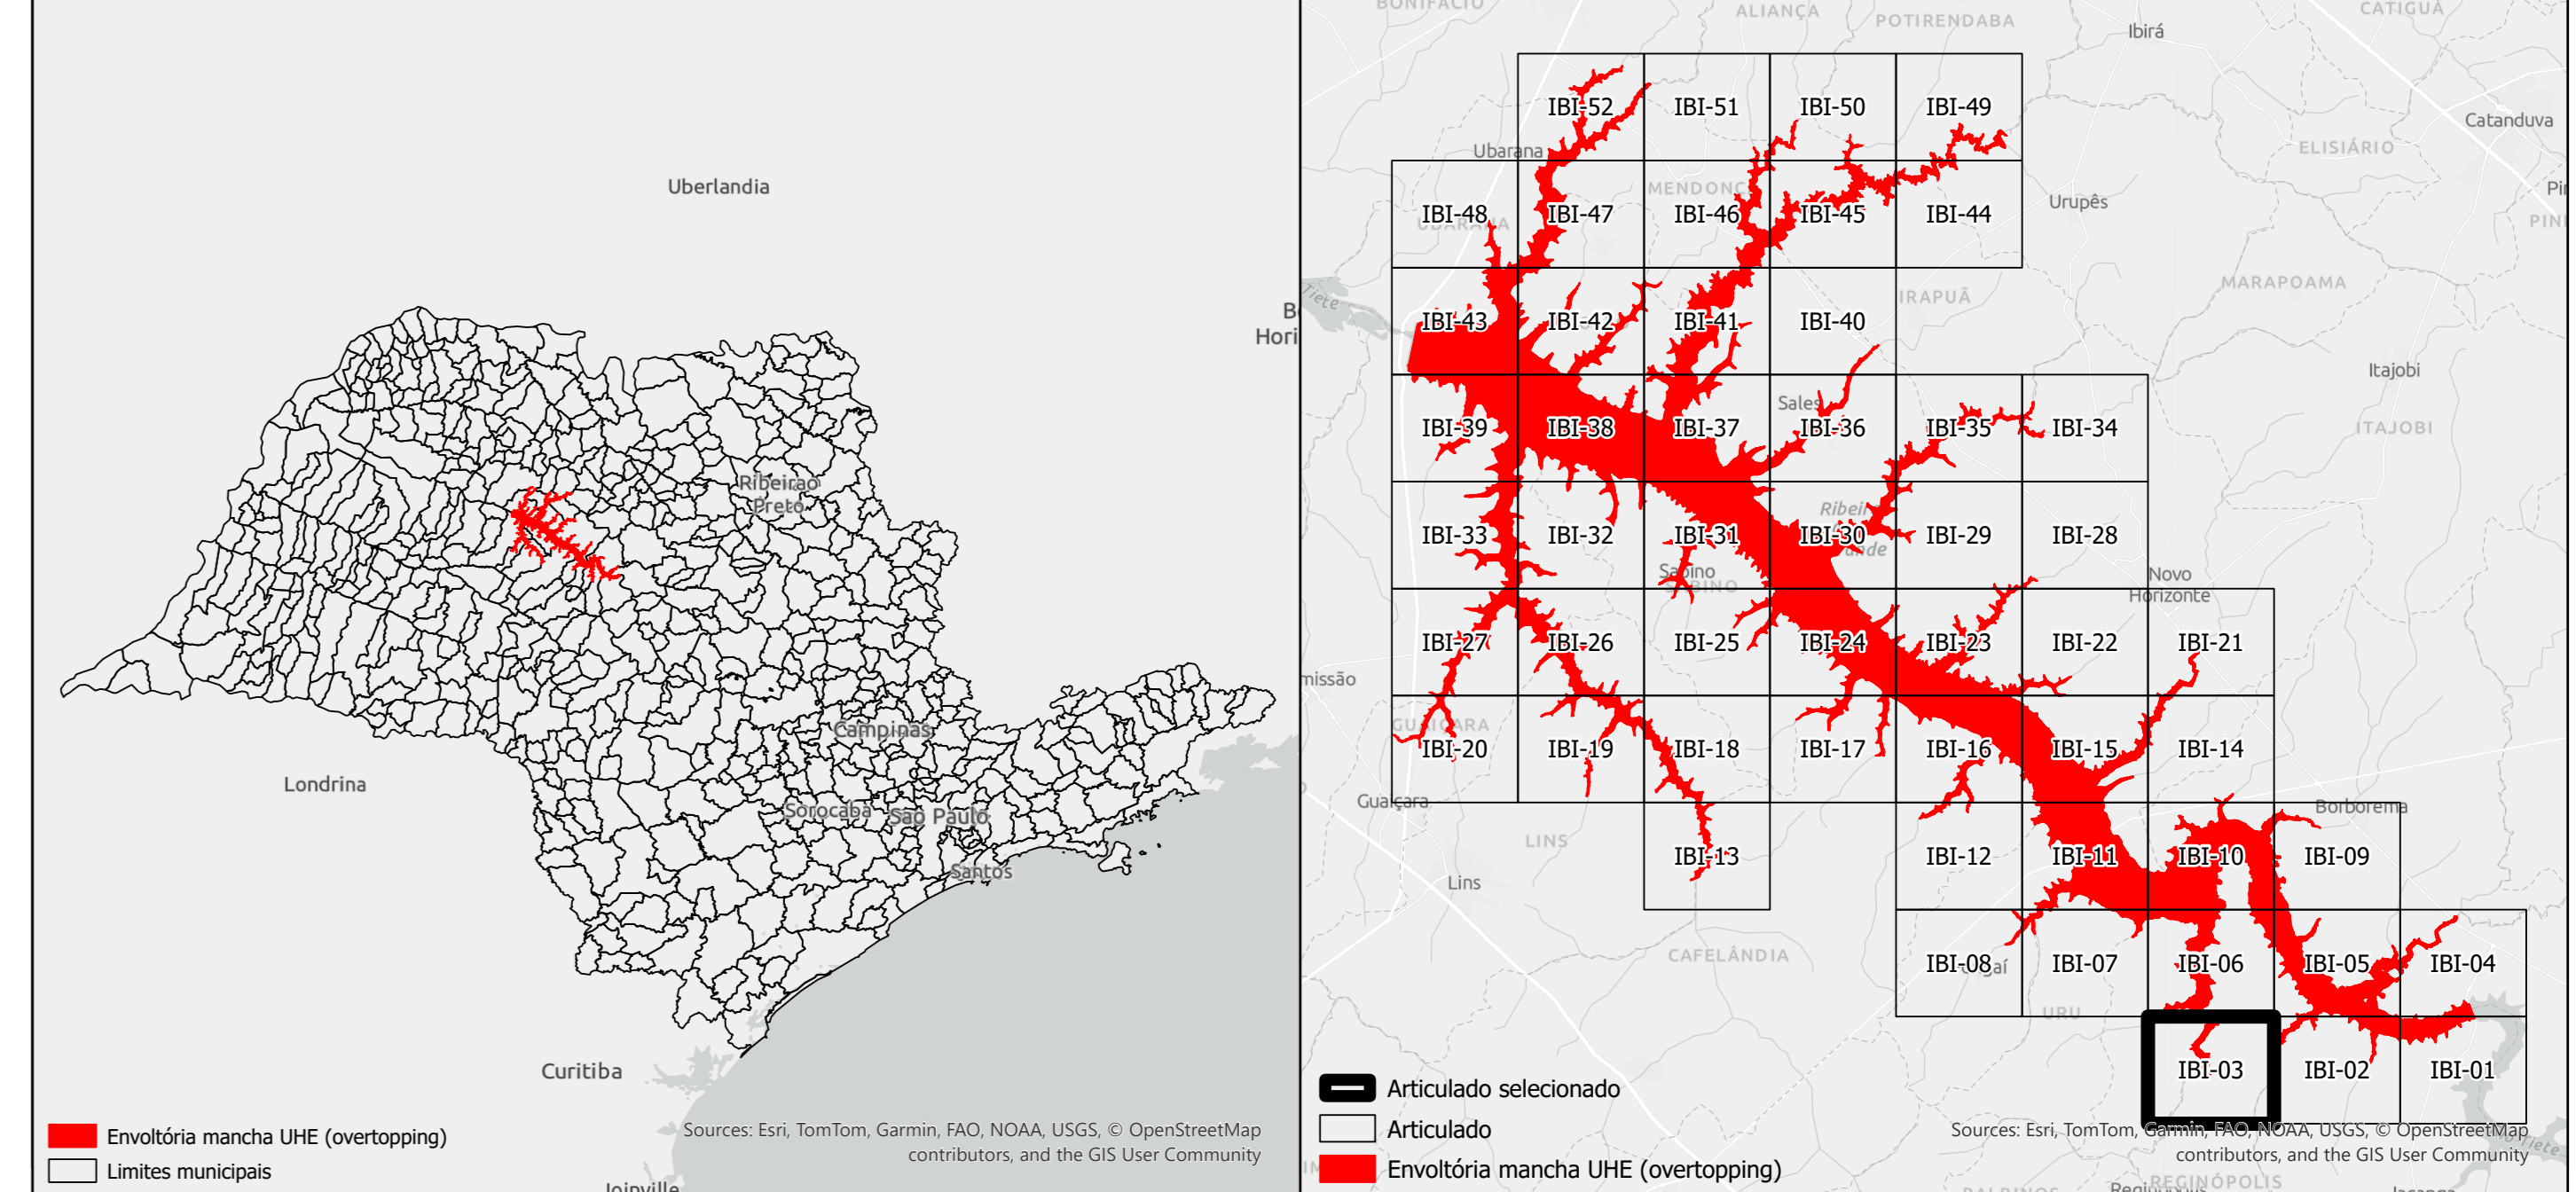 Uberlandia
Ribeirao
Preto
Campinas
Londrina
Sorocaba
Sao Paulo
Santos
Curitiba
Envoltória mancha UHE (overtopping)
Limites municipais
Sources: Esri, TomTom, Garmin, FAO, NOAA, USGS, © OpenStreetMap
contributors, and the GIS User Community
BONIFÁCIO
ALIANÇA
POTIRENDABA
Ibirá
CATIGUÁ
IBI-52
IBI-51
IBI-50
IBI-49
Catanduva
Ubarana
ELISIÁRIO
IBI-48
IBI-47
IBI-46
IBI-45
IBI-44
Urupês
Tiete
MARAPOAMA
IRAPUÃ
IBI-43
IBI-42
IBI-41
IBI-40
Itajobi
Sales
IBI-39
IBI-38
IBI-37
IBI-36
IBI-35
IBI-34
ITAJOBI
IBI-33
IBI-32
IBI-31
IBI-30
IBI-29
IBI-28
Sabino
Novo
Horizonte
IBI-27
IBI-26
IBI-25
IBI-24
IBI-23
IBI-22
IBI-21
missão
GUAIÇARA
IBI-20
IBI-19
IBI-18
IBI-17
IBI-16
IBI-15
IBI-14
Guaiçara
Borborema
LINS
Lins
IBI-13
IBI-12
IBI-11
IBI-10
IBI-09
CAFELÂNDIA
IBI-08
IBI-07
IBI-06
IBI-05
IBI-04
URU
IBI-03
IBI-02
IBI-01
Articulado selecionado
Articulado
Envoltória mancha UHE (overtopping)
Sources: Esri, TomTom, Garmin, FAO, NOAA, USGS, © OpenStreetMap
contributors, and the GIS User Community
REGINÓPOLIS